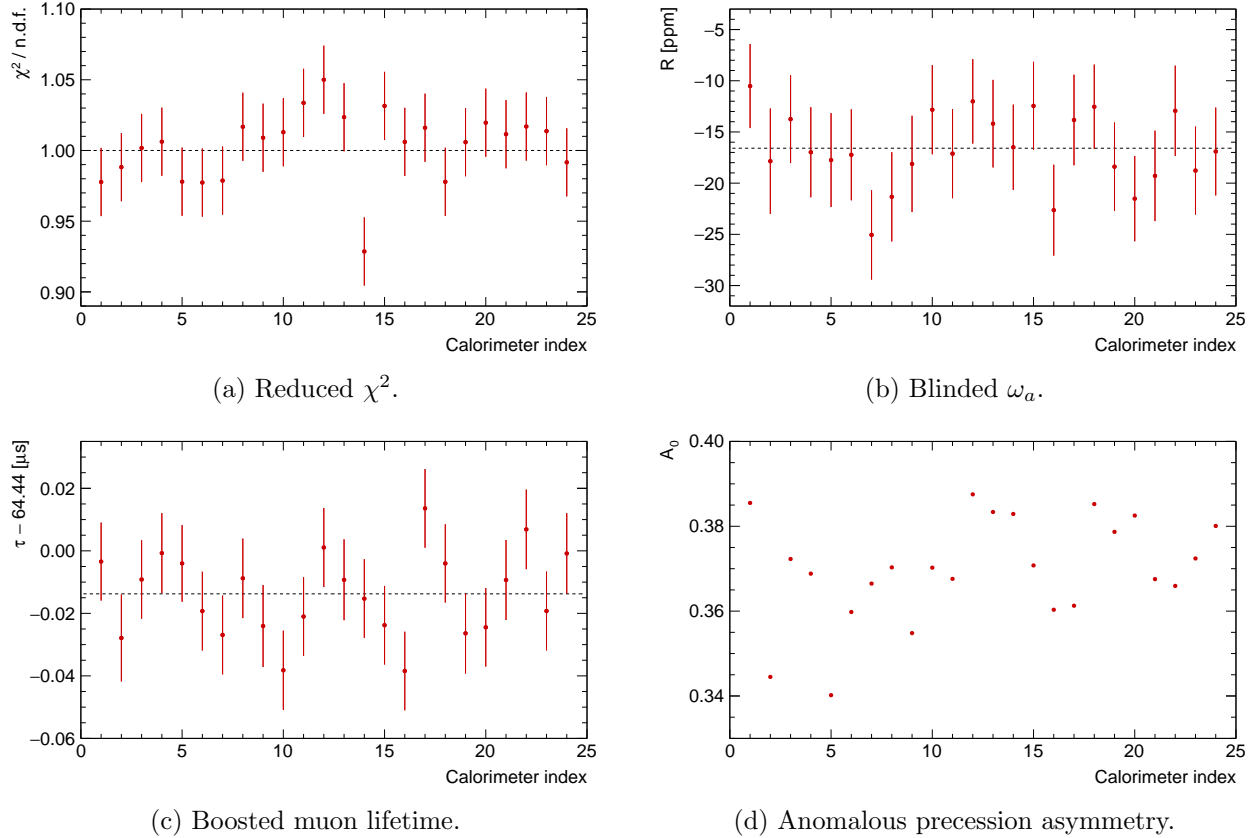 χ² / n.d.f.
1.10
1.05
1.00
0.95
0.90
0 5 10 15 20 25
Calorimeter index
(a) Reduced χ².
R [ppm]
−5
−10
−15
−20
−25
−30
0 5 10 15 20 25
Calorimeter index
(b) Blinded ωₐ.
τ − 64.44 [μs]
0.02
0.00
−0.02
−0.04
−0.06
0 5 10 15 20 25
Calorimeter index
(c) Boosted muon lifetime.
A₀
0.40
0.38
0.36
0.34
0 5 10 15 20 25
Calorimeter index
(d) Anomalous precession asymmetry.